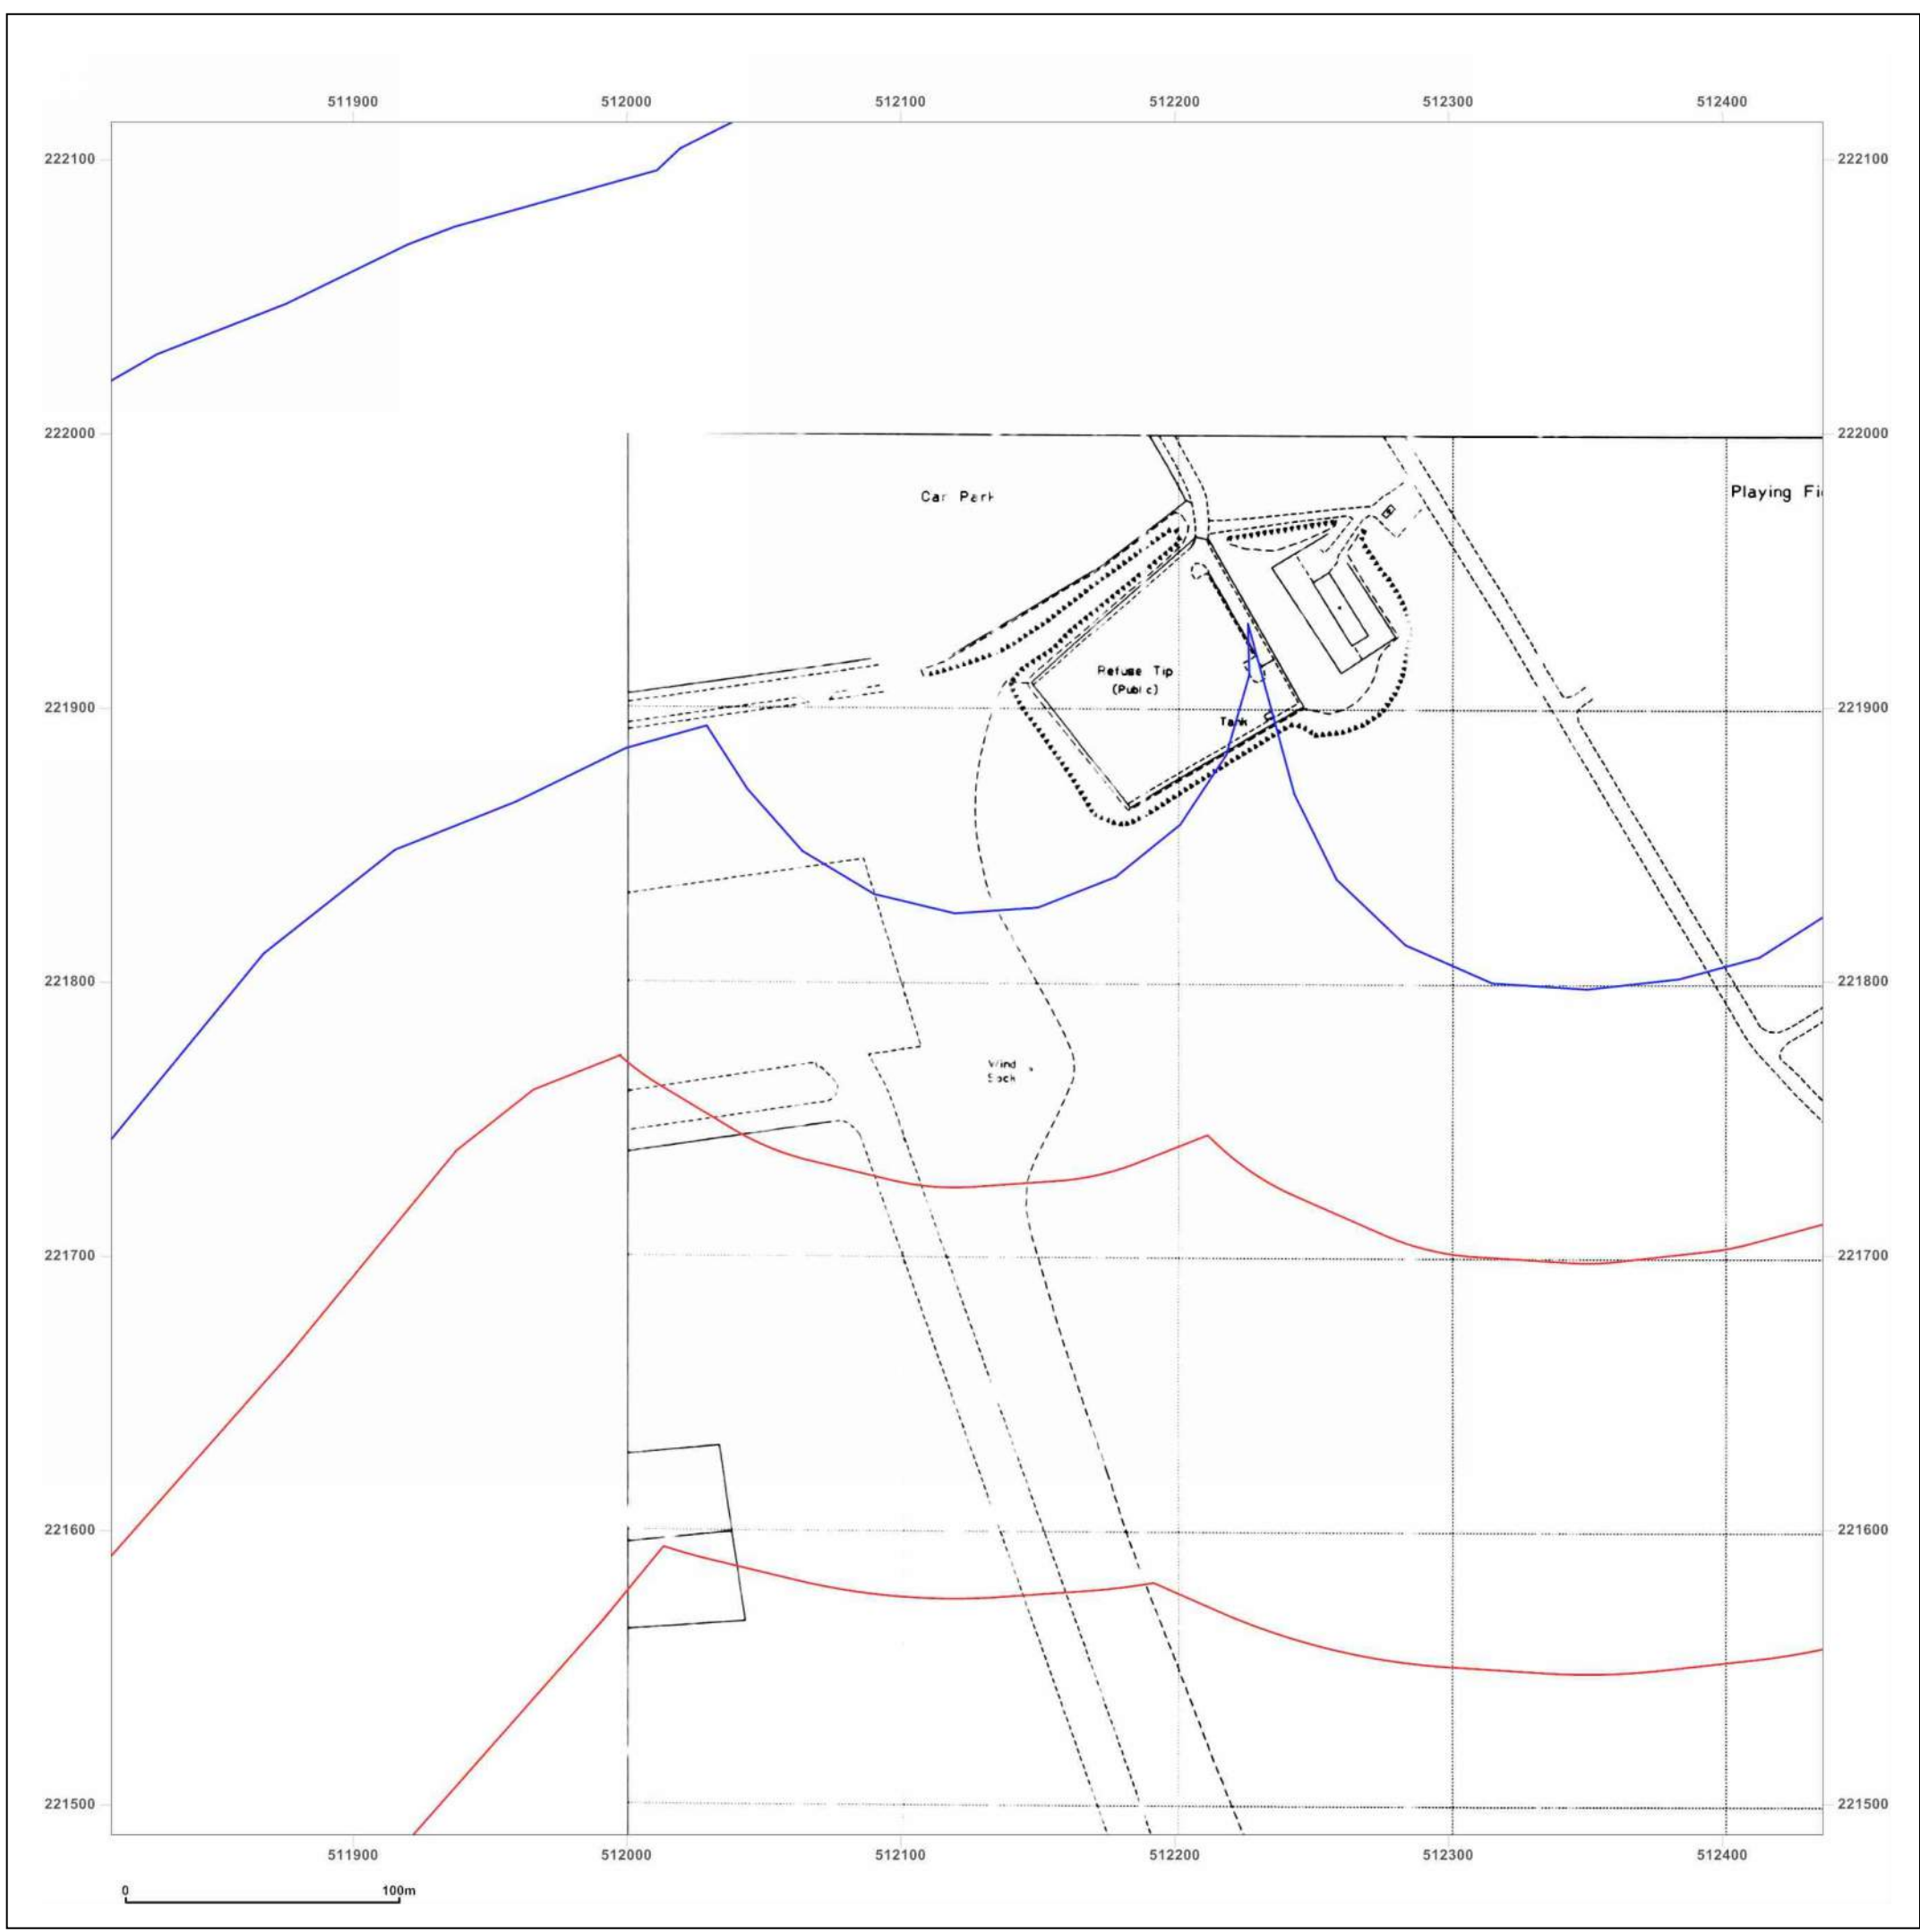 511900 512000 512100 512200 512300 512400
222100 222100
222000 222000
Car Park
Playing Fi
Refuse Tip
(Public)
221900 221900
Tank
221800 221800
Wind
Sock
221700 221700
221600 221600
221500 221500
511900 512000 512100 512200 512300 512400
0 100m